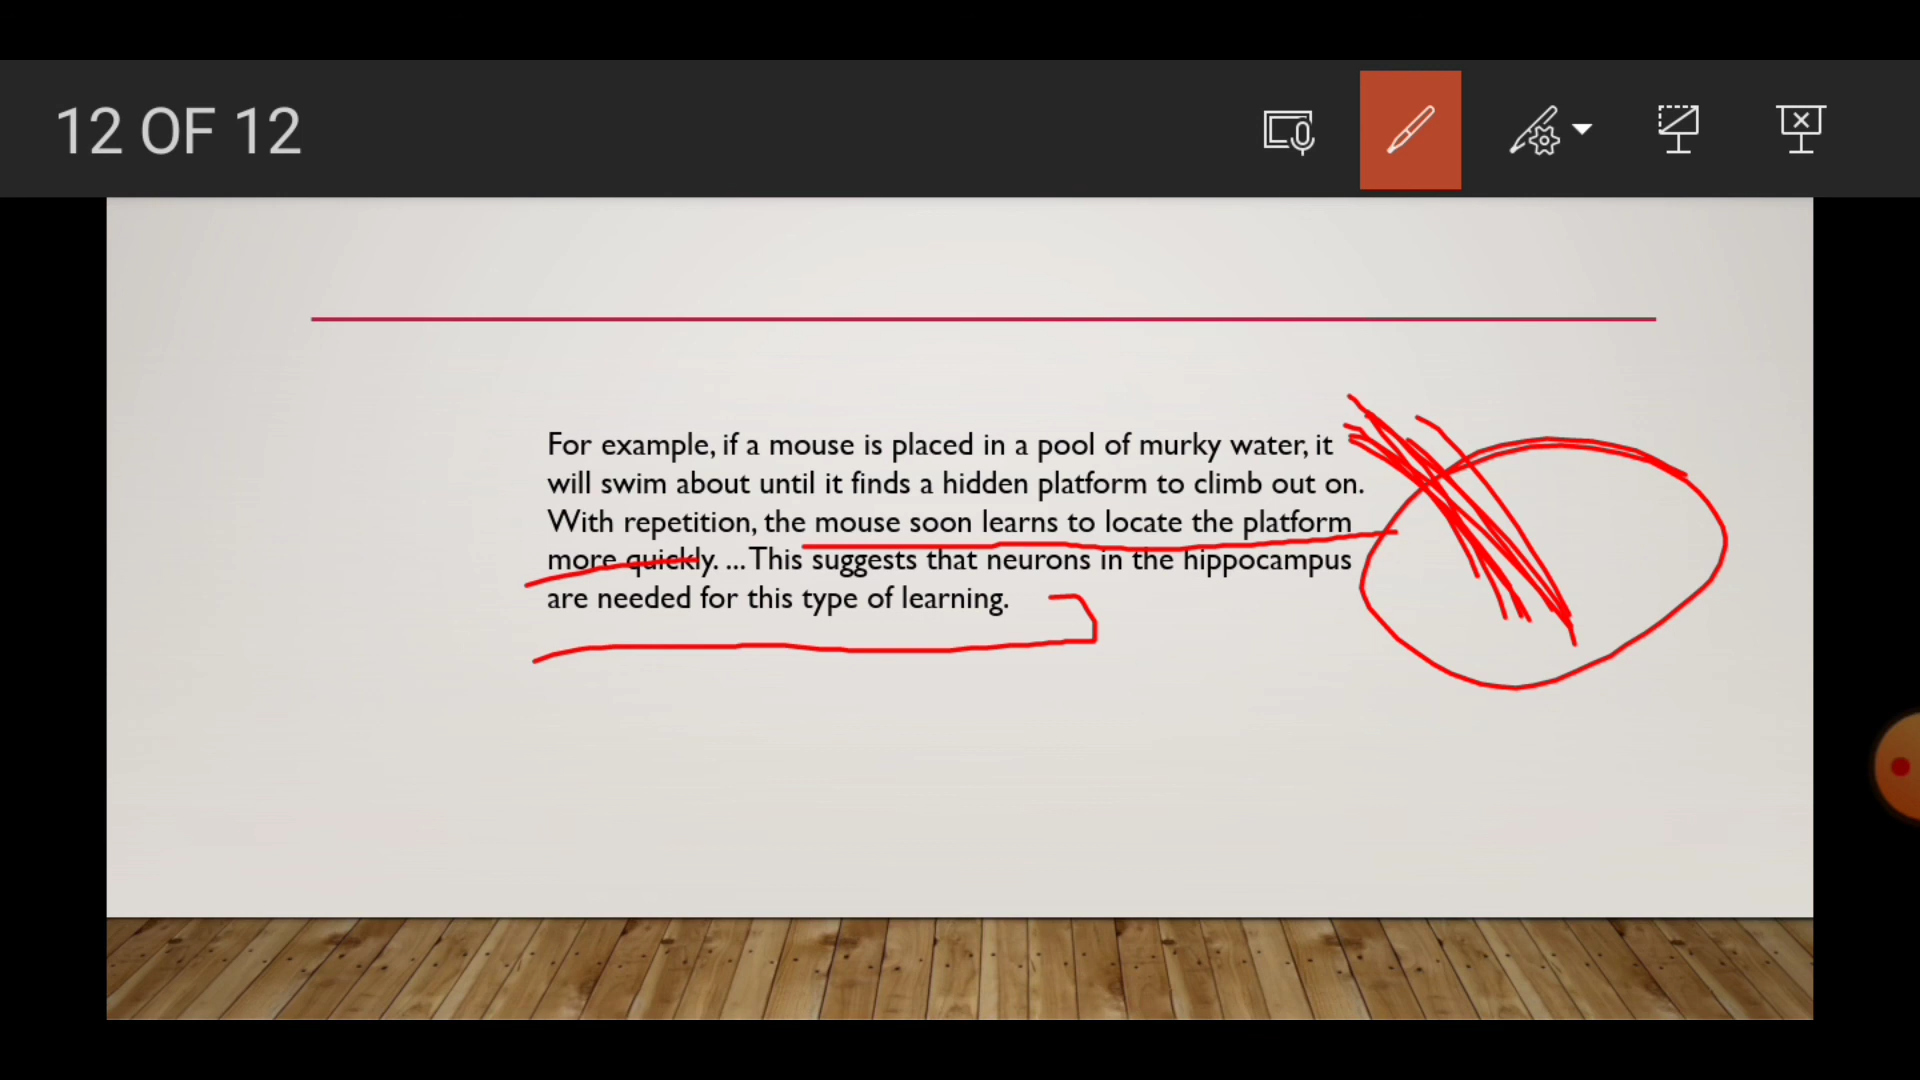 12 OF 12
For example, if a mouse is placed in a pool of murky water, it
will swim about until it finds a hidden platform to climb out on.
With repetition, the mouse soon learns to locate the platform
more quickly. ... This suggests that neurons in the hippocampus
are needed for this type of learning.